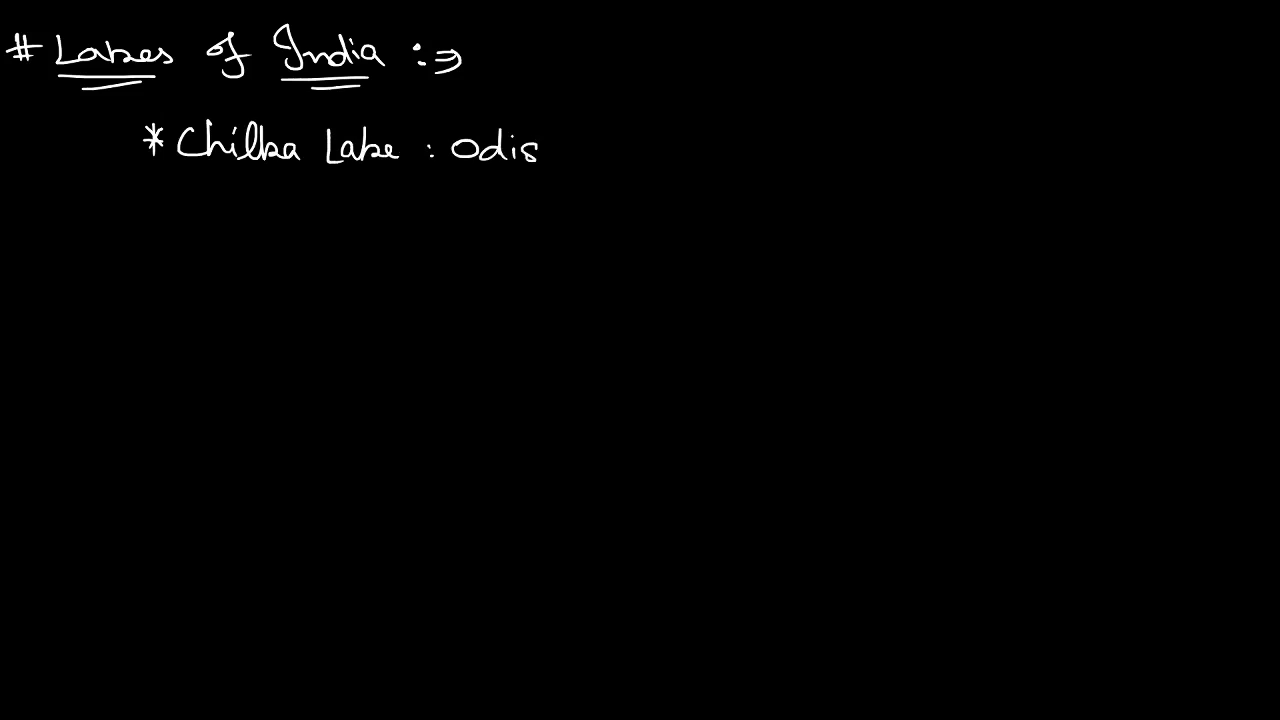 # Lakes of India :⇒
* Chilka Lake : Odis